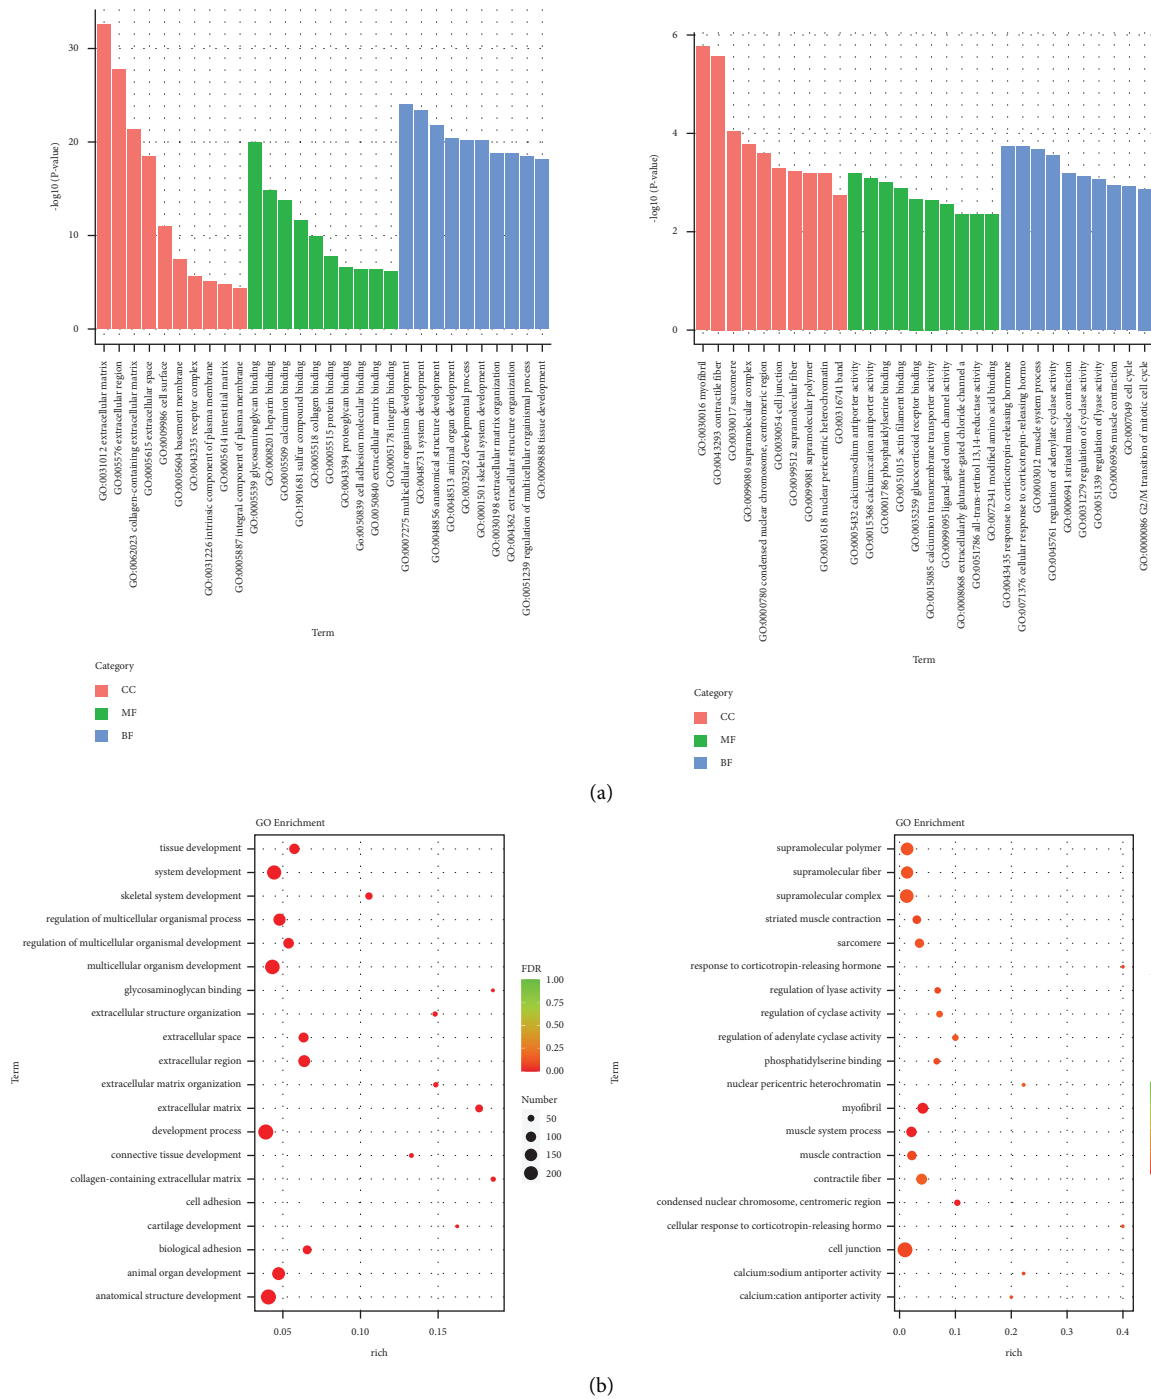 30
20
10
0
-log10 (P-value)
GO:0031012 extracellular matrix
GO:0005576 extracellular region
GO:0062023 collagen-containing extracellular matrix
GO:0005615 extracellular space
GO:0009986 cell surface
GO:0005604 basement membrane
GO:0043235 receptor complex
GO:0031226 intrinsic component of plasma membrane
GO:0005614 interstitial matrix
GO:0005887 integral component of plasma membrane
GO:0005539 glycosaminoglycan binding
GO:0008201 heparin binding
GO:0005509 calciumion binding
GO:1901681 sulfur compound binding
GO:0005518 collagen binding
GO:0005515 protein binding
GO:0043394 proteoglycan binding
Go:0050839 cell adhesion molecular binding
GO:0050840 extracellular matrix binding
GO:0005178 integrin binding
GO:0007275 multicellular organism development
GO:0048731 system development
GO:0048856 anatomical structure development
GO:0048513 animal organ development
GO:0032502 developmental process
GO:0001501 skeletal system development
GO:0030198 extracellular matrix organization
GO:004362 extracellular structure organization
GO:0051239 regulation of multicellular orgainismal process
GO:0009888 tissue development
Term
Category
CC
MF
BF
6
4
2
0
-log10 (P-value)
GO:0030016 myofibril
GO:0043293 contractile fiber
GO:0030017 sarcomere
GO:0099080 supramolecular complex
GO:0000780 condensed nuclear chromosome, centromeric region
GO:0030054 cell junction
GO:0099512 supramolecular fiber
GO:0099081 supramolecular polymer
GO:0031618 nuclear pericentric heterochromatin
GO:0031674 I band
GO:0005432 calcium:sodium antiporter activity
GO:0015368 calcium:cation antiporter activity
GO:0001786 phosphatidylserine binding
GO:0051015 actin filament binding
GO:0035259 glucocorticoid receptor binding
GO:0015085 calciumion transmembrane transporter activity
GO:0099095 ligand-gated onion channel activity
GO:0008068 extracellularly glutamate-gated chloride channel a
GO:0051786 all-trans-retinol 13,14-reductase activity
GO:0072341 modified amino acid binding
GO:0043435 response to corticotropin-releasing hormone
GO:0071376 cellular response to corticotropin-releasing hormo
GO:0003012 muscle system process
GO:0045761 regulation of adenylate cyclase activity
GO:0006941 striated muscle contraction
GO:0031279 regulation of cyclase activity
GO:0051339 regulation of lyase activity
GO:0006936 muscle contraction
GO:0007049 cell cycle
GO:0000086 G2/M transition of mitotic cell cycle
Term
Category
CC
MF
BF
(a)
GO Enrichment
Term
tissue development
system development
skeletal system development
regulation of multicellular organismal process
regulation of multicellular organismal development
multicellular organism development
glycosaminoglycan binding
extracellular structure organization
extracellular space
extracellular region
extracellular matrix organization
extracellular matrix
development process
connective tissue development
collagen-containing extracellular matrix
cell adhesion
cartilage development
biological adhesion
animal organ development
anatomical structure development
0.05 0.10 0.15
rich
FDR
1.00
0.75
0.50
0.25
0.00
Number
50
100
150
200
GO Enrichment
Term
supramolecular polymer
supramolecular fiber
supramolecular complex
striated muscle contraction
sarcomere
response to corticotropin-releasing hormone
regulation of lyase activity
regulation of cyclase activity
regulation of adenylate cyclase activity
phosphatidylserine binding
nuclear pericentric heterochromatin
myofibril
muscle system process
muscle contraction
contractile fiber
condensed nuclear chromosome, centromeric region
cellular response to corticotropin-releasing hormo
cell junction
calcium:sodium antiporter activity
calcium:cation antiporter activity
0.0 0.1 0.2 0.3 0.4
rich
(b)